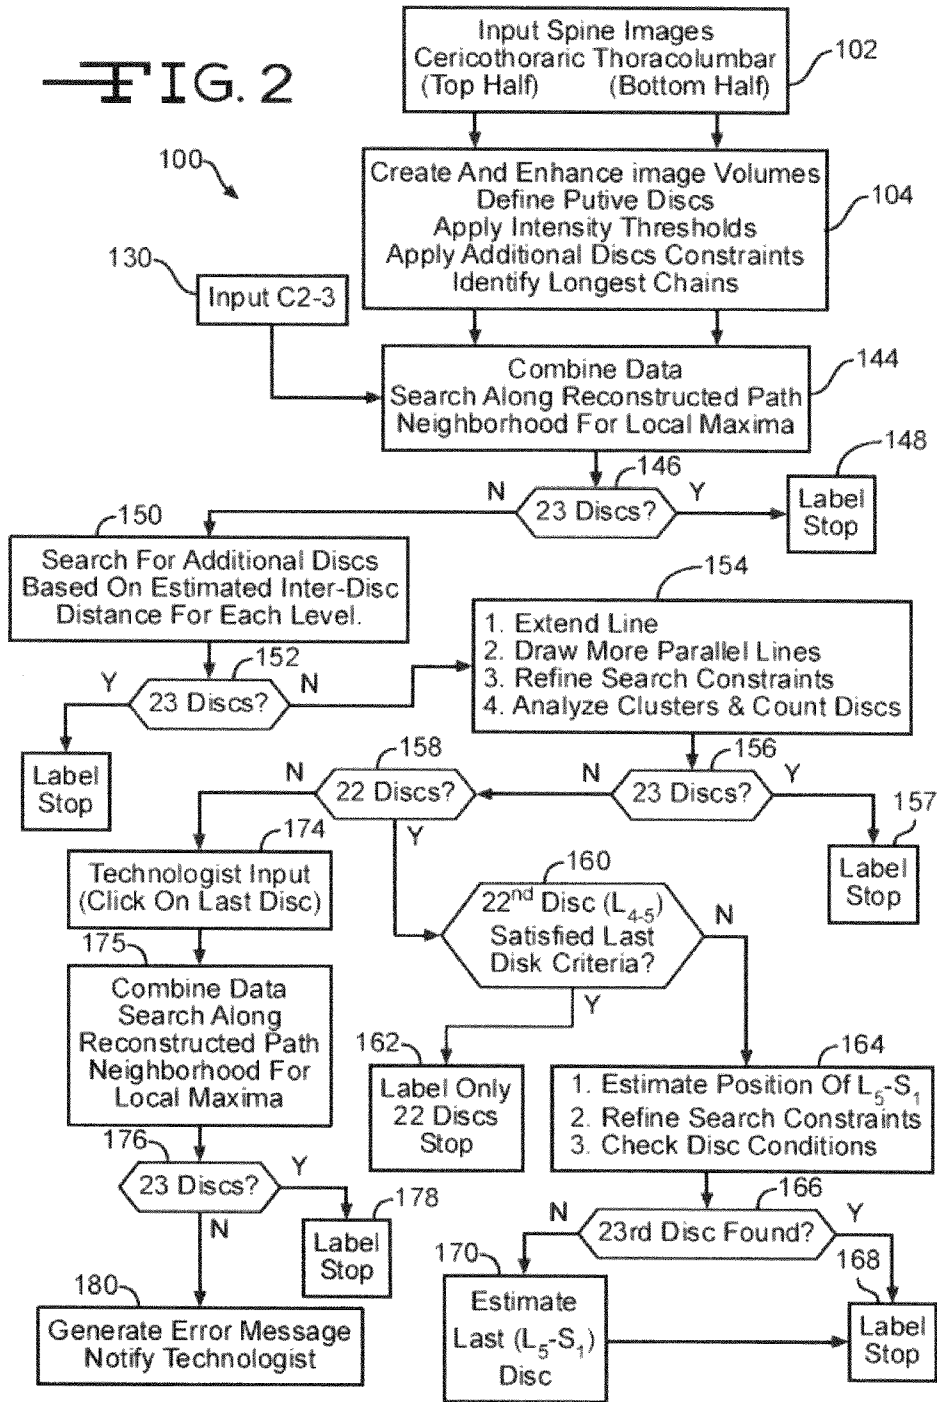 FIG. 2
100
Input Spine Images
Cericothoraric Thoracolumbar
(Top Half) (Bottom Half)
102
Create And Enhance image Volumes
Define Putive Discs
Apply Intensity Thresholds
Apply Additional Discs Constraints
Identify Longest Chains
104
130
Input C2-3
Combine Data
Search Along Reconstructed Path
Neighborhood For Local Maxima
144
146
N
23 Discs?
Y
148
Label
Stop
150
Search For Additional Discs
Based On Estimated Inter-Disc
Distance For Each Level.
152
Y
23 Discs?
N
Label
Stop
154
1. Extend Line
2. Draw More Parallel Lines
3. Refine Search Constraints
4. Analyze Clusters & Count Discs
156
N
23 Discs?
Y
157
Label
Stop
158
N
22 Discs?
Y
174
Technologist Input
(Click On Last Disc)
160
22nd Disc (L4-5)
Satisfied Last
Disk Criteria?
N
Y
175
Combine Data
Search Along
Reconstructed Path
Neighborhood For
Local Maxima
162
Label Only
22 Discs
Stop
164
1. Estimate Position Of L5-S1
2. Refine Search Constraints
3. Check Disc Conditions
176
23 Discs?
Y
N
178
Label
Stop
166
N
23rd Disc Found?
Y
170
Estimate
Last (L5-S1)
Disc
168
Label
Stop
180
Generate Error Message
Notify Technologist